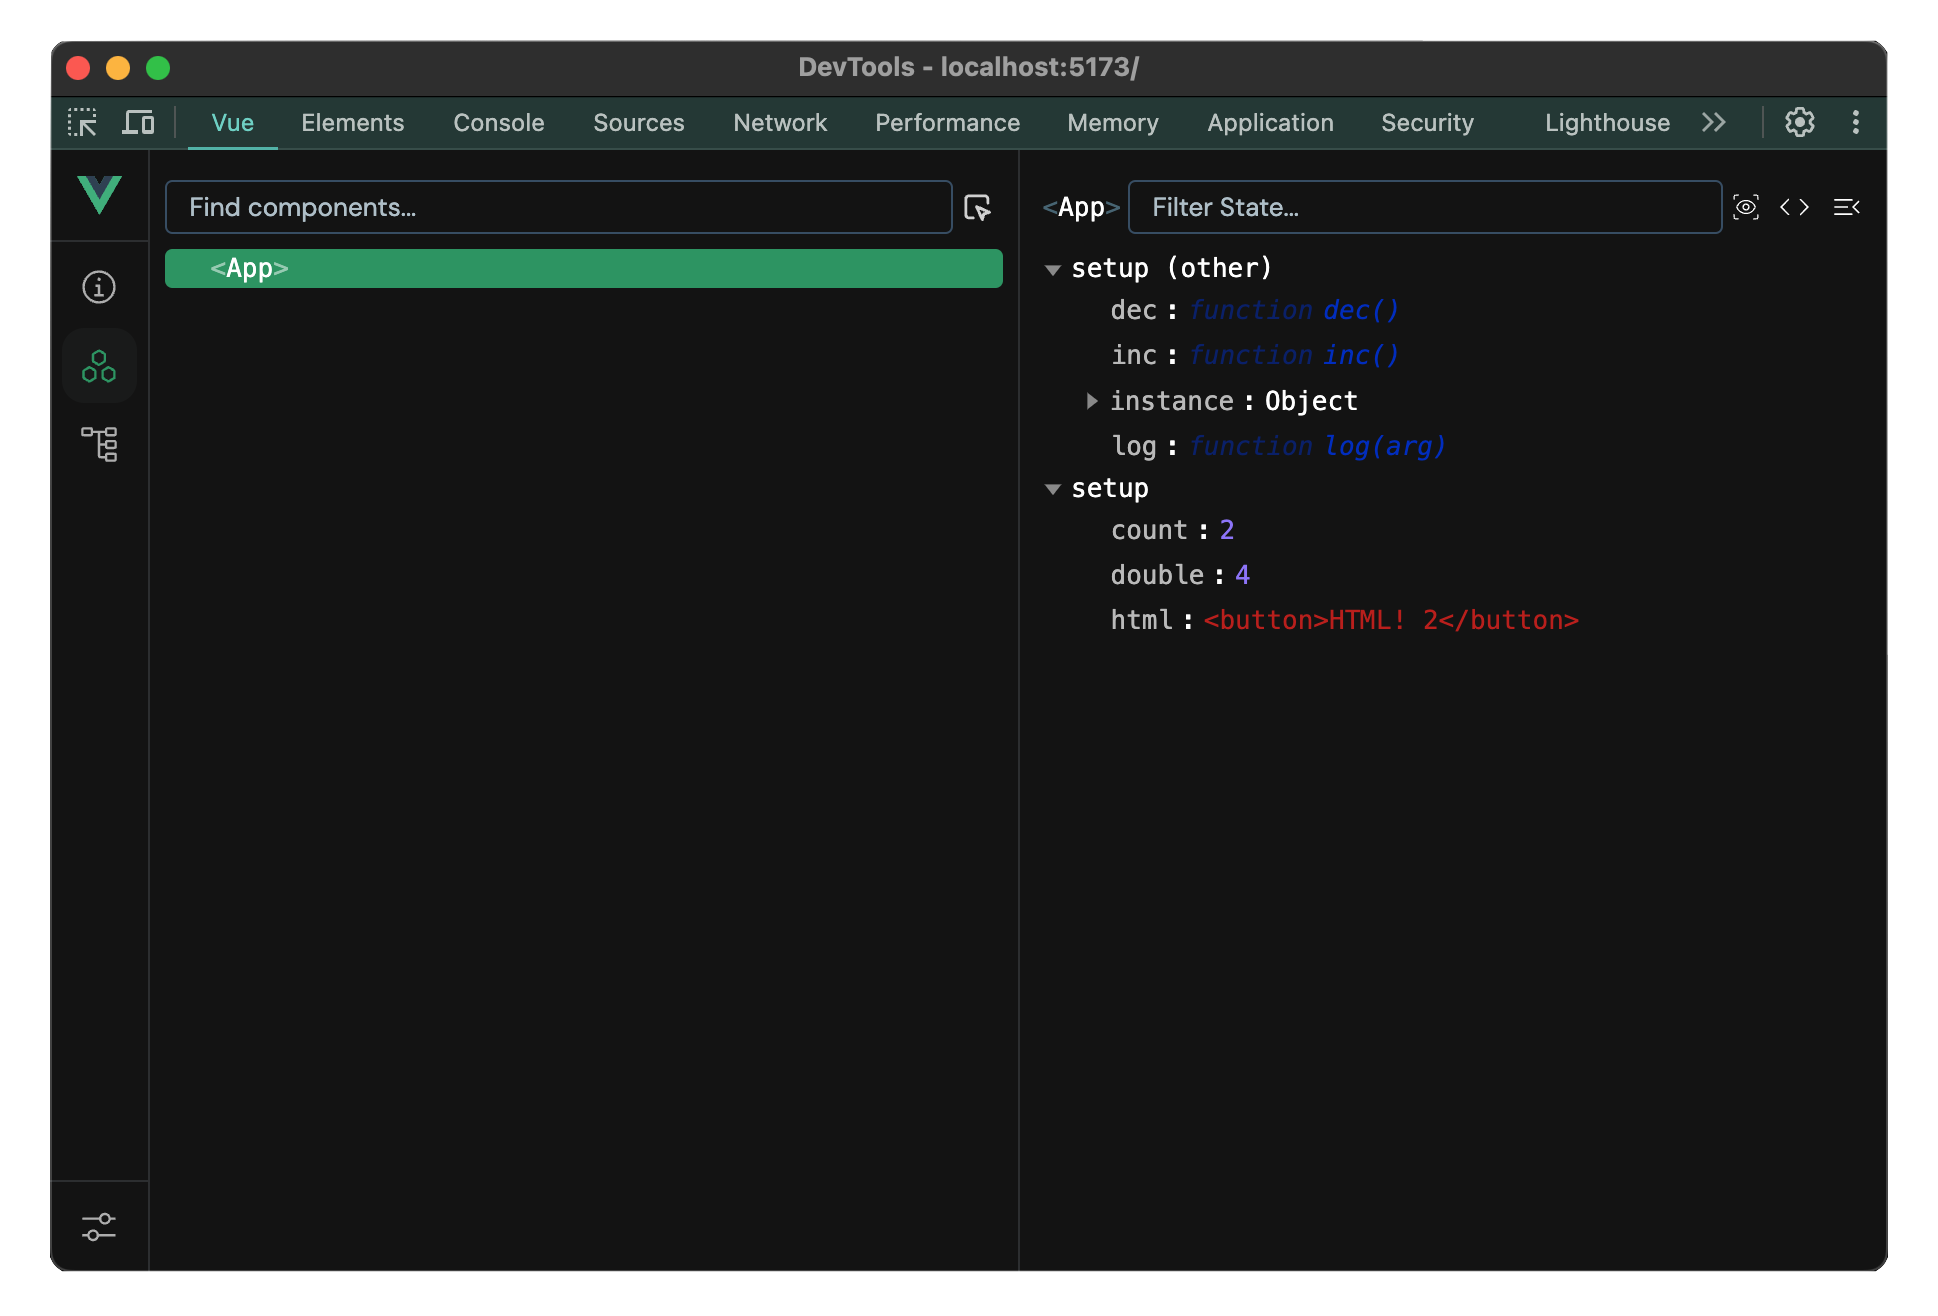 DevTools - localhost:5173/
Vue Elements Console Sources Network Performance Memory Application Security Lighthouse
Find components...
<App>
<App> Filter State...
setup (other)
dec : function dec()
inc : function inc()
instance : Object
log : function log(arg)
setup
count : 2
double : 4
html : <button>HTML! 2</button>